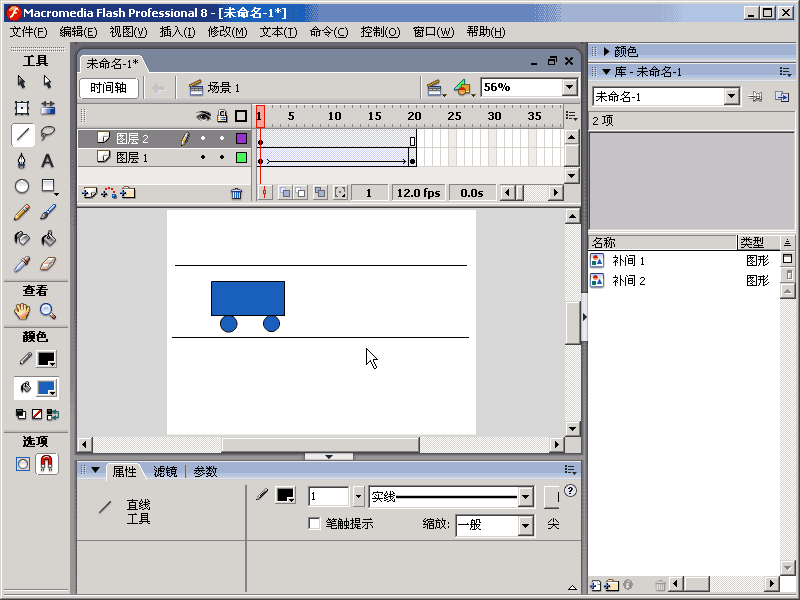 Macromedia Flash Professional 8 - [未命名-1*]
文件(F) 编辑(E) 视图(V) 插入(I) 修改(M) 文本(T) 命令(C) 控制(O) 窗口(W) 帮助(H)
工具
查看
颜色
选项
未命名-1*
时间轴 场景 1 56%
1 5 10 15 20 25 30 35
图层 2
图层 1
1 12.0 fps 0.0s
属性 滤镜 参数
直线
工具
1 实线
笔触提示 缩放: 一般 尖
颜色
库 - 未命名-1
未命名-1
2 项
名称 类型
补间 1 图形
补间 2 图形